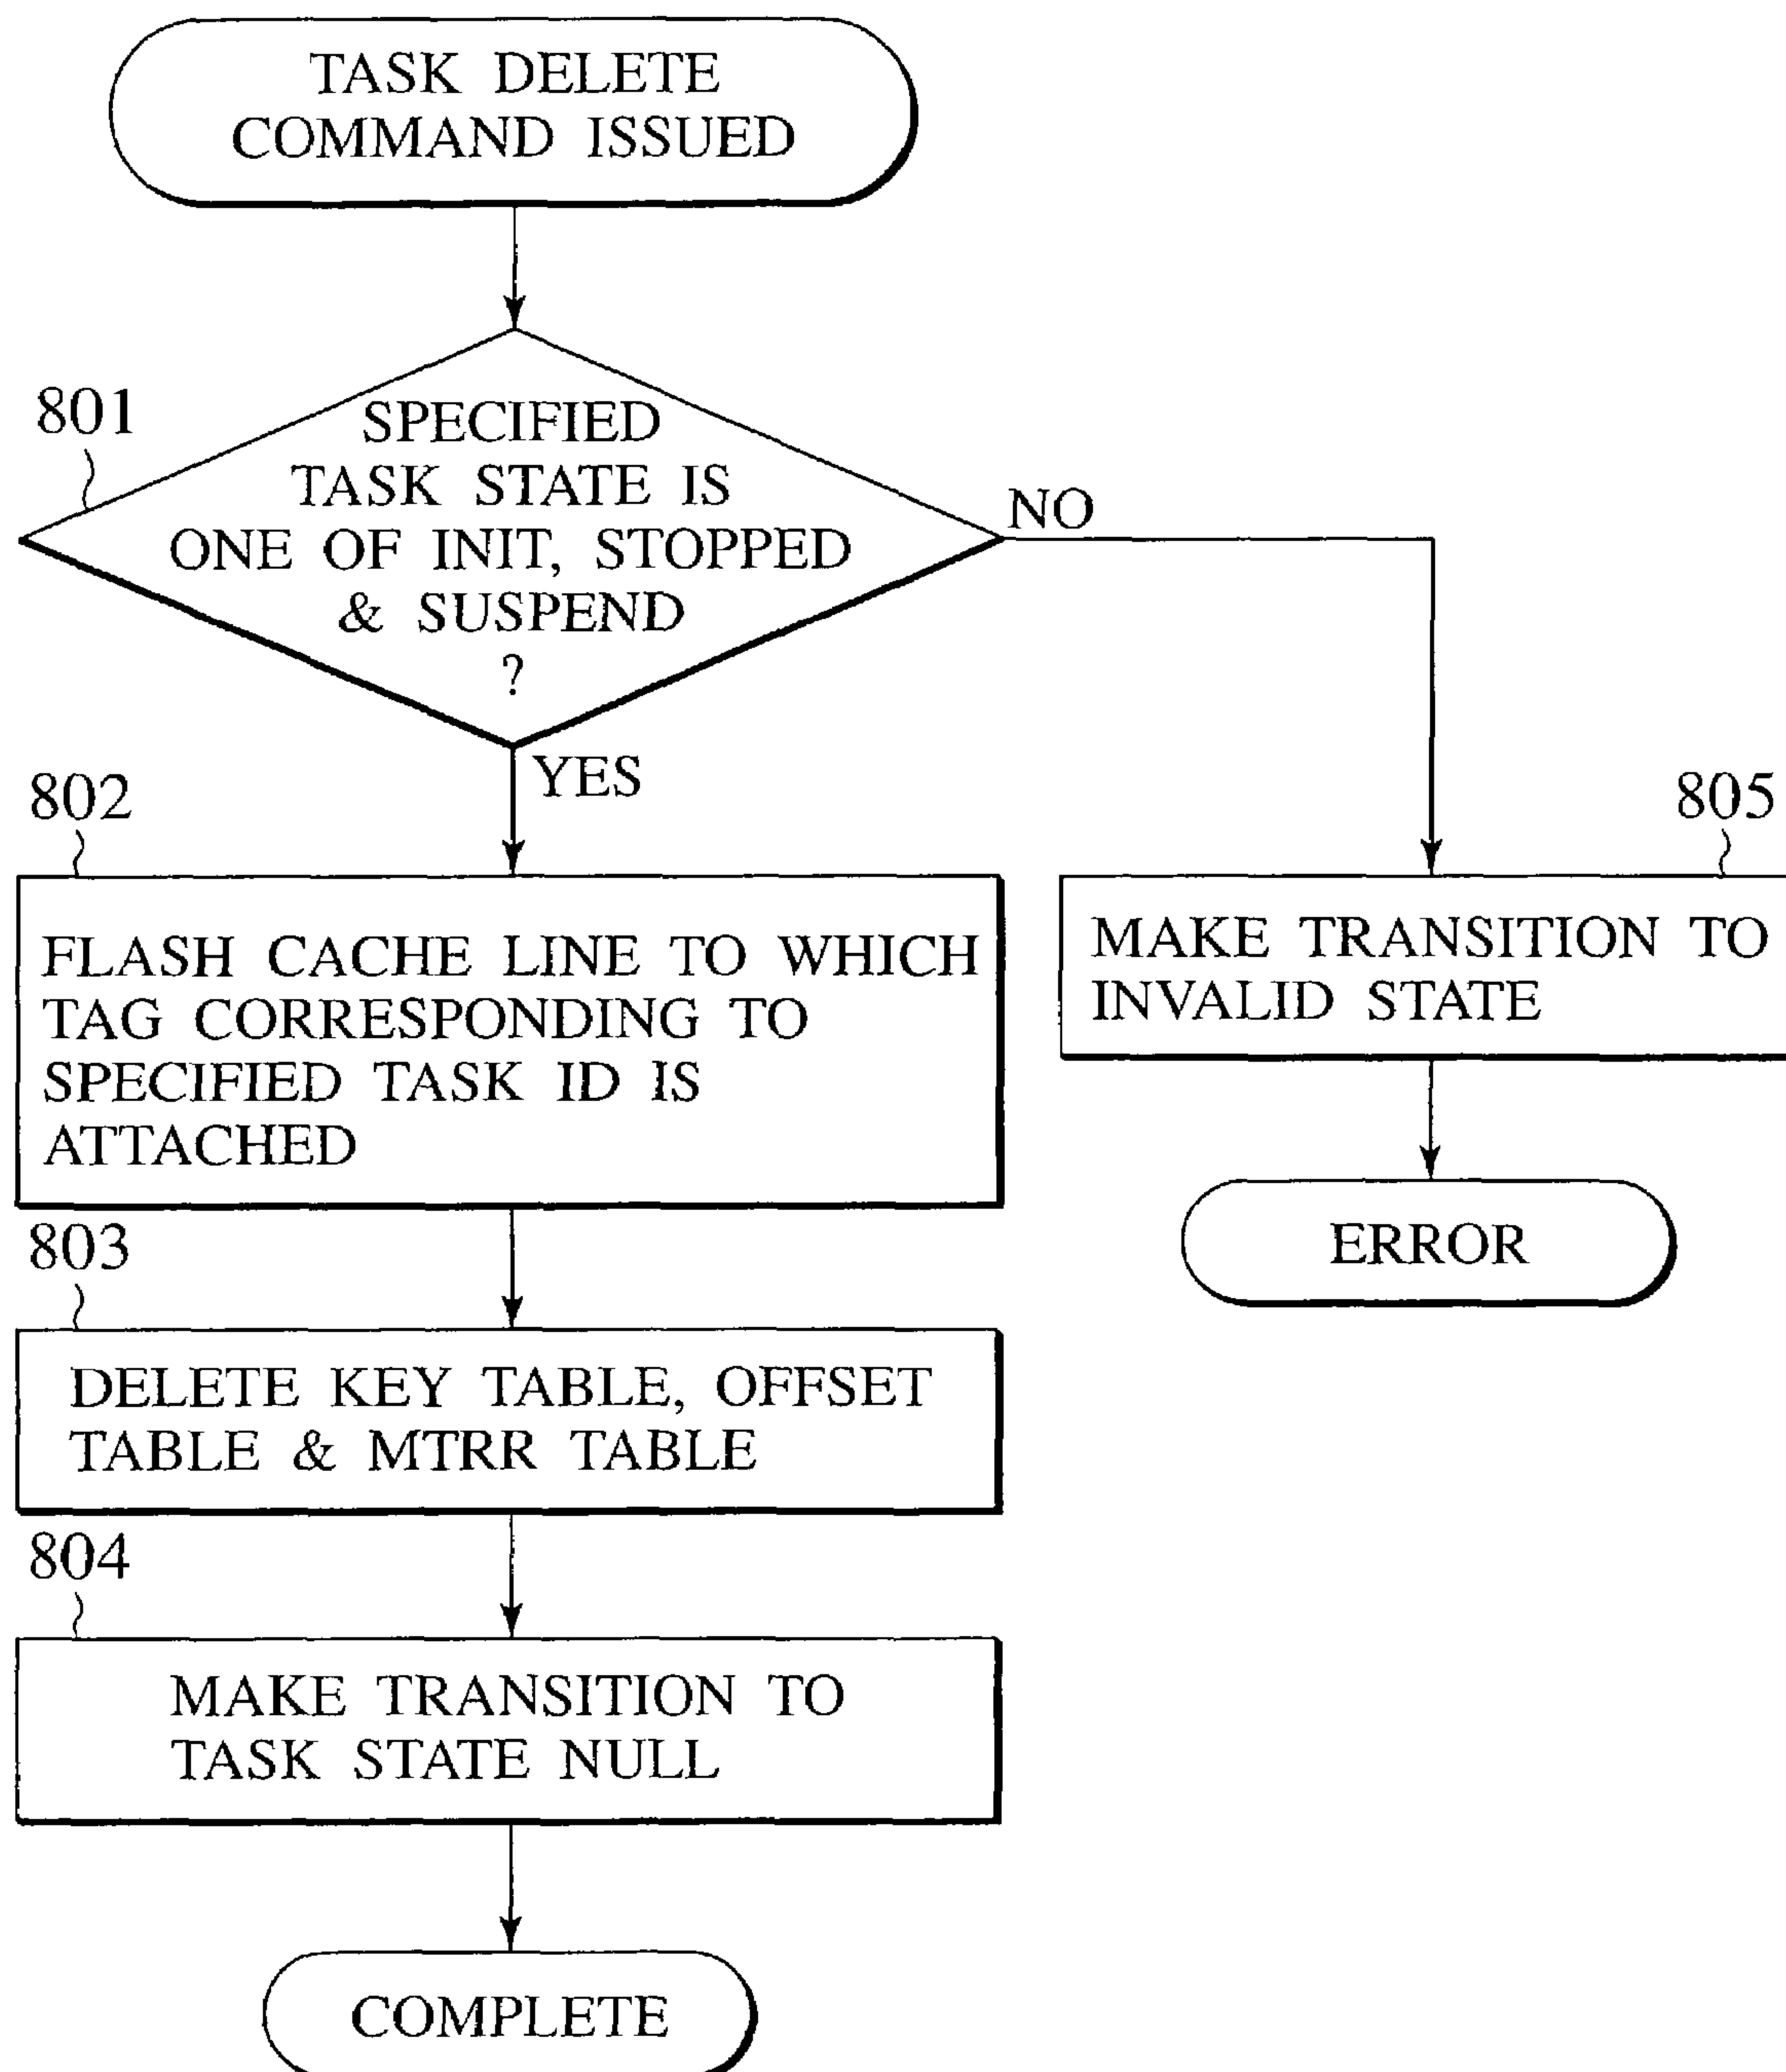 TASK DELETE
COMMAND ISSUED
801
SPECIFIED
TASK STATE IS
ONE OF INIT, STOPPED
& SUSPEND
?
NO
YES
802
FLASH CACHE LINE TO WHICH
TAG CORRESPONDING TO
SPECIFIED TASK ID IS
ATTACHED
805
MAKE TRANSITION TO
INVALID STATE
ERROR
803
DELETE KEY TABLE, OFFSET
TABLE & MTRR TABLE
804
MAKE TRANSITION TO
TASK STATE NULL
COMPLETE